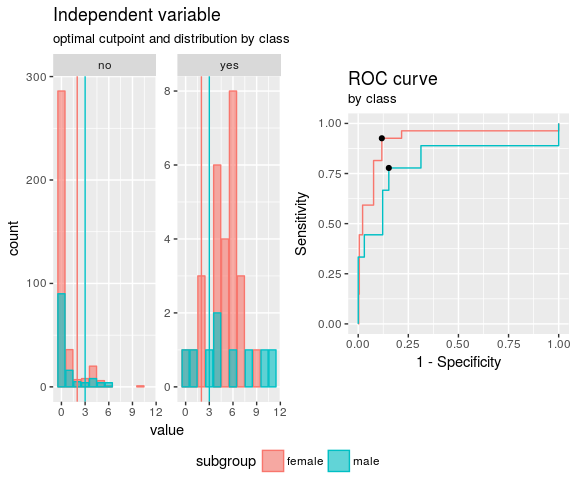 Independent variable
optimal cutpoint and distribution by class
no
yes
count
300
200
100
0
8
6
4
2
0
0 3 6 9 12
0 3 6 9 12
value
ROC curve
by class
Sensitivity
1.00
0.75
0.50
0.25
0.00
0.00 0.25 0.50 0.75 1.00
1 - Specificity
subgroup female male